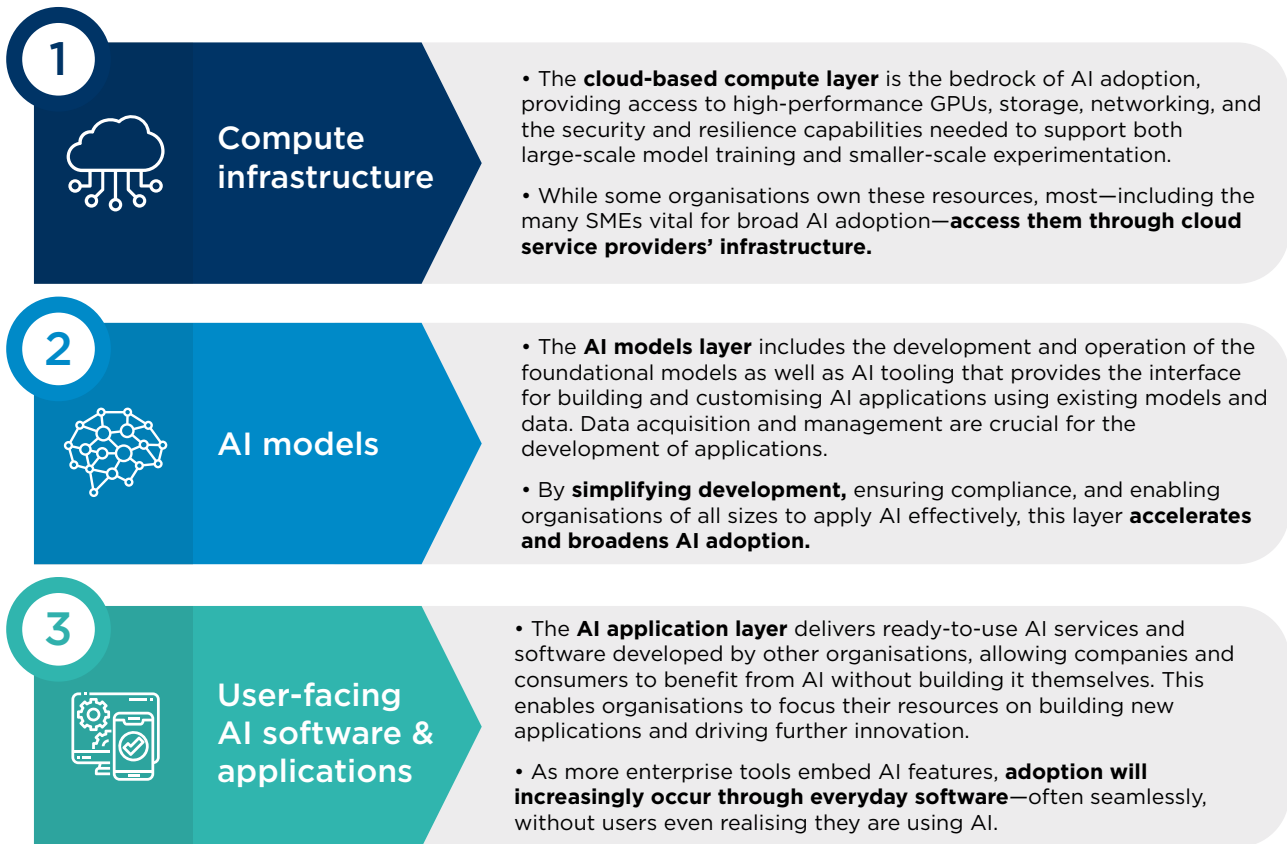 1
Compute
infrastructure
• The cloud-based compute layer is the bedrock of AI adoption,
providing access to high-performance GPUs, storage, networking, and
the security and resilience capabilities needed to support both
large-scale model training and smaller-scale experimentation.
• While some organisations own these resources, most—including the
many SMEs vital for broad AI adoption—access them through cloud
service providers’ infrastructure.
2
AI models
• The AI models layer includes the development and operation of the
foundational models as well as AI tooling that provides the interface
for building and customising AI applications using existing models and
data. Data acquisition and management are crucial for the
development of applications.
• By simplifying development, ensuring compliance, and enabling
organisations of all sizes to apply AI effectively, this layer accelerates
and broadens AI adoption.
3
User-facing
AI software &
applications
• The AI application layer delivers ready-to-use AI services and
software developed by other organisations, allowing companies and
consumers to benefit from AI without building it themselves. This
enables organisations to focus their resources on building new
applications and driving further innovation.
• As more enterprise tools embed AI features, adoption will
increasingly occur through everyday software—often seamlessly,
without users even realising they are using AI.